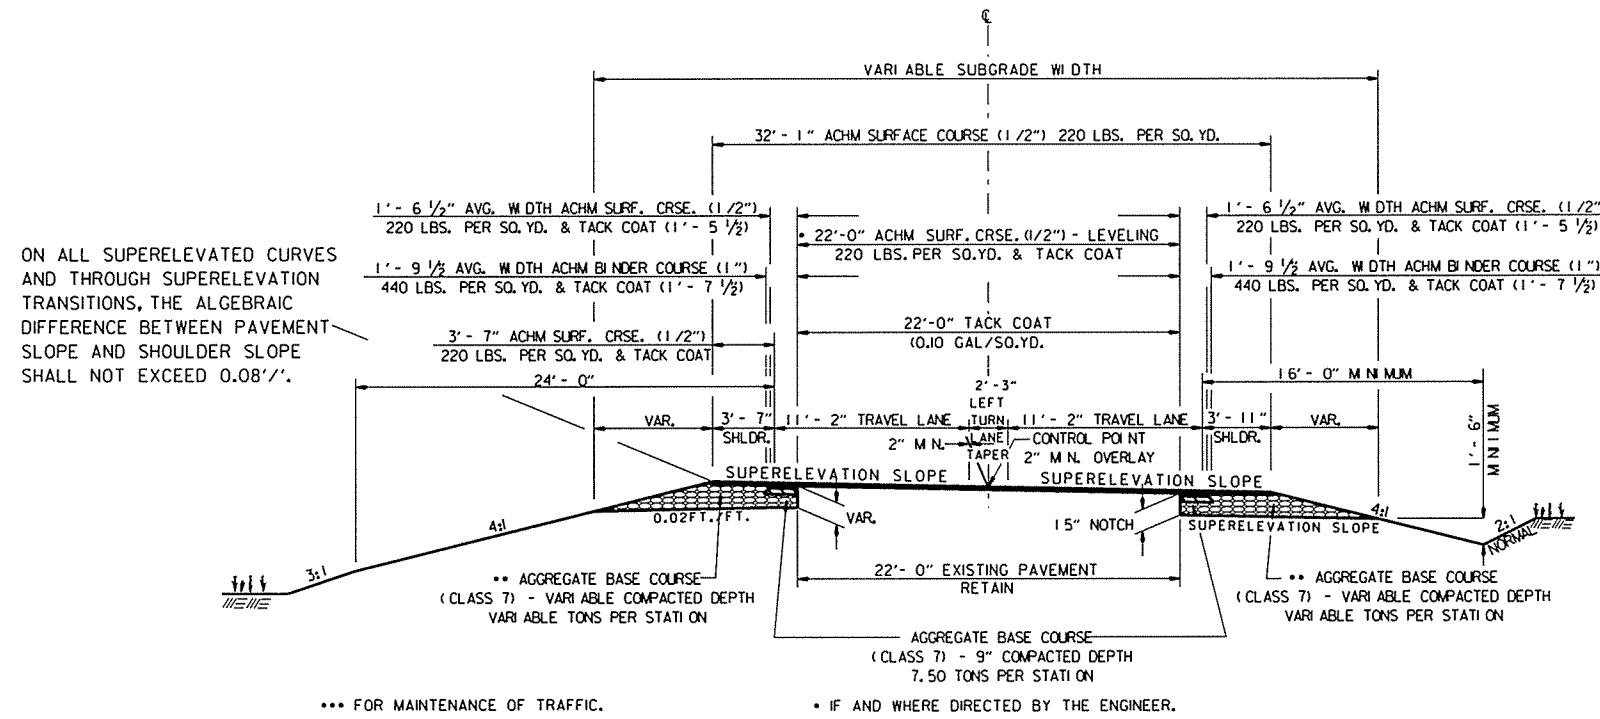 ℄
VARIABLE SUBGRADE WIDTH
32'- 1" ACHM SURFACE COURSE (1/2") 220 LBS. PER SQ. YD.
1'- 6 1/2" AVG. WIDTH ACHM SURF. CRSE. (1/2")
220 LBS. PER SQ. YD. & TACK COAT (1'- 5 1/2)
• 22'-0" ACHM SURF. CRSE. (1/2") - LEVELING
220 LBS. PER SQ.YD. & TACK COAT
1'- 6 1/2" AVG. WIDTH ACHM SURF. CRSE. (1/2"
220 LBS. PER SQ. YD. & TACK COAT (1'- 5 1/2)
ON ALL SUPERELEVATED CURVES
AND THROUGH SUPERELEVATION
TRANSITIONS, THE ALGEBRAIC
DIFFERENCE BETWEEN PAVEMENT
SLOPE AND SHOULDER SLOPE
SHALL NOT EXCEED 0.08'/'.
1'- 9 1/2 AVG. WIDTH ACHM BINDER COURSE (1")
440 LBS. PER SQ. YD. & TACK COAT (1'- 7 1/2)
1'- 9 1/2 AVG. WIDTH ACHM BINDER COURSE (1"
440 LBS. PER SQ. YD. & TACK COAT (1'- 7 1/2)
3'- 7" ACHM SURF. CRSE. (1/2")
220 LBS. PER SQ. YD. & TACK COAT
22'-0" TACK COAT
(0.10 GAL/SQ.YD.
24'- 0"
16'- 0" MINIMUM
2'-3"
LEFT
TURN
LANE
TAPER
VAR.
3'- 7"
SHLDR.
11'- 2" TRAVEL LANE
11'- 2" TRAVEL LANE
3'- 11"
SHLDR.
VAR.
1'- 6"
MINIMUM
2" MIN.
CONTROL POINT
2" MIN. OVERLAY
SUPERELEVATION SLOPE
SUPERELEVATION SLOPE
0.02FT./FT.
VAR.
15" NOTCH
SUPERELEVATION SLOPE
4:1
4:1
2:1
NORMAL
3:1
22'- 0" EXISTING PAVEMENT
RETAIN
•• AGGREGATE BASE COURSE
(CLASS 7) - VARIABLE COMPACTED DEPTH
VARIABLE TONS PER STATION
•• AGGREGATE BASE COURSE
(CLASS 7) - VARIABLE COMPACTED DEPTH
VARIABLE TONS PER STATION
AGGREGATE BASE COURSE
(CLASS 7) - 9" COMPACTED DEPTH
7.50 TONS PER STATION
••• FOR MAINTENANCE OF TRAFFIC.
• IF AND WHERE DIRECTED BY THE ENGINEER.